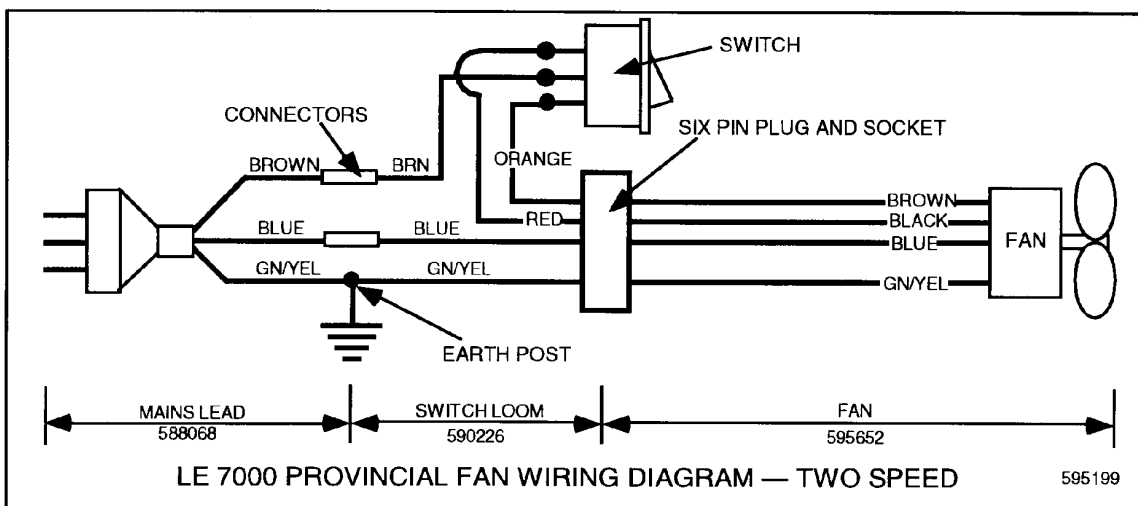 SWITCH
CONNECTORS
SIX PIN PLUG AND SOCKET
BROWN BRN ORANGE
BROWN
RED BLACK
BLUE BLUE BLUE FAN
GN/YEL GN/YEL GN/YEL
EARTH POST
MAINS LEAD SWITCH LOOM FAN
588068 590226 595652
LE 7000 PROVINCIAL FAN WIRING DIAGRAM — TWO SPEED 595199